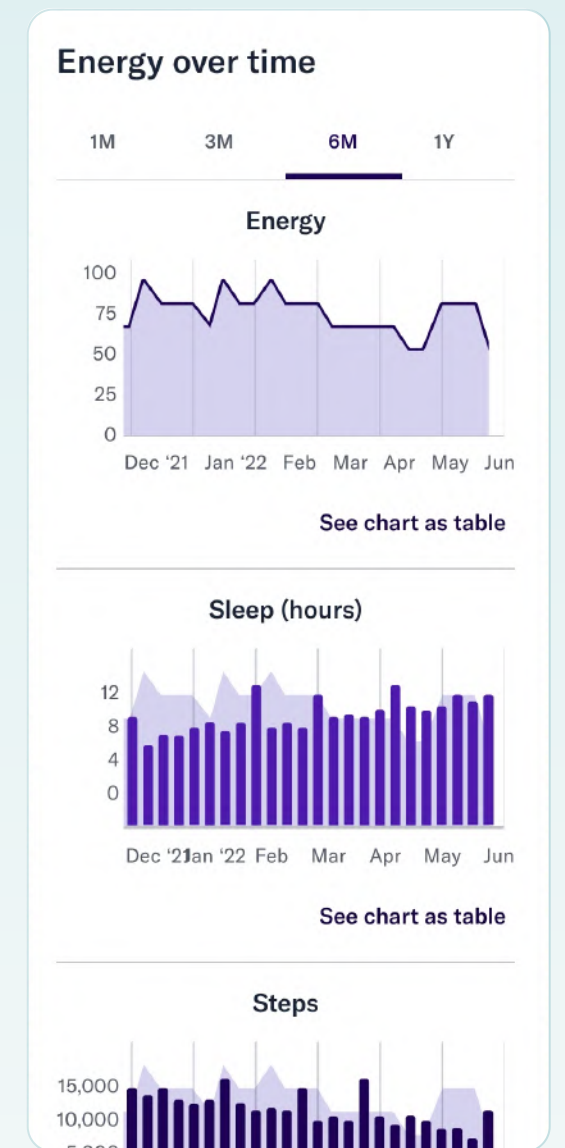 Energy over time
1M 3M 6M 1Y
Energy
100
75
50
25
0
Dec ‘21 Jan ‘22 Feb Mar Apr May Jun
See chart as table
Sleep (hours)
12
8
4
0
Dec ‘21 Jan ‘22 Feb Mar Apr May Jun
See chart as table
Steps
15,000
10,000